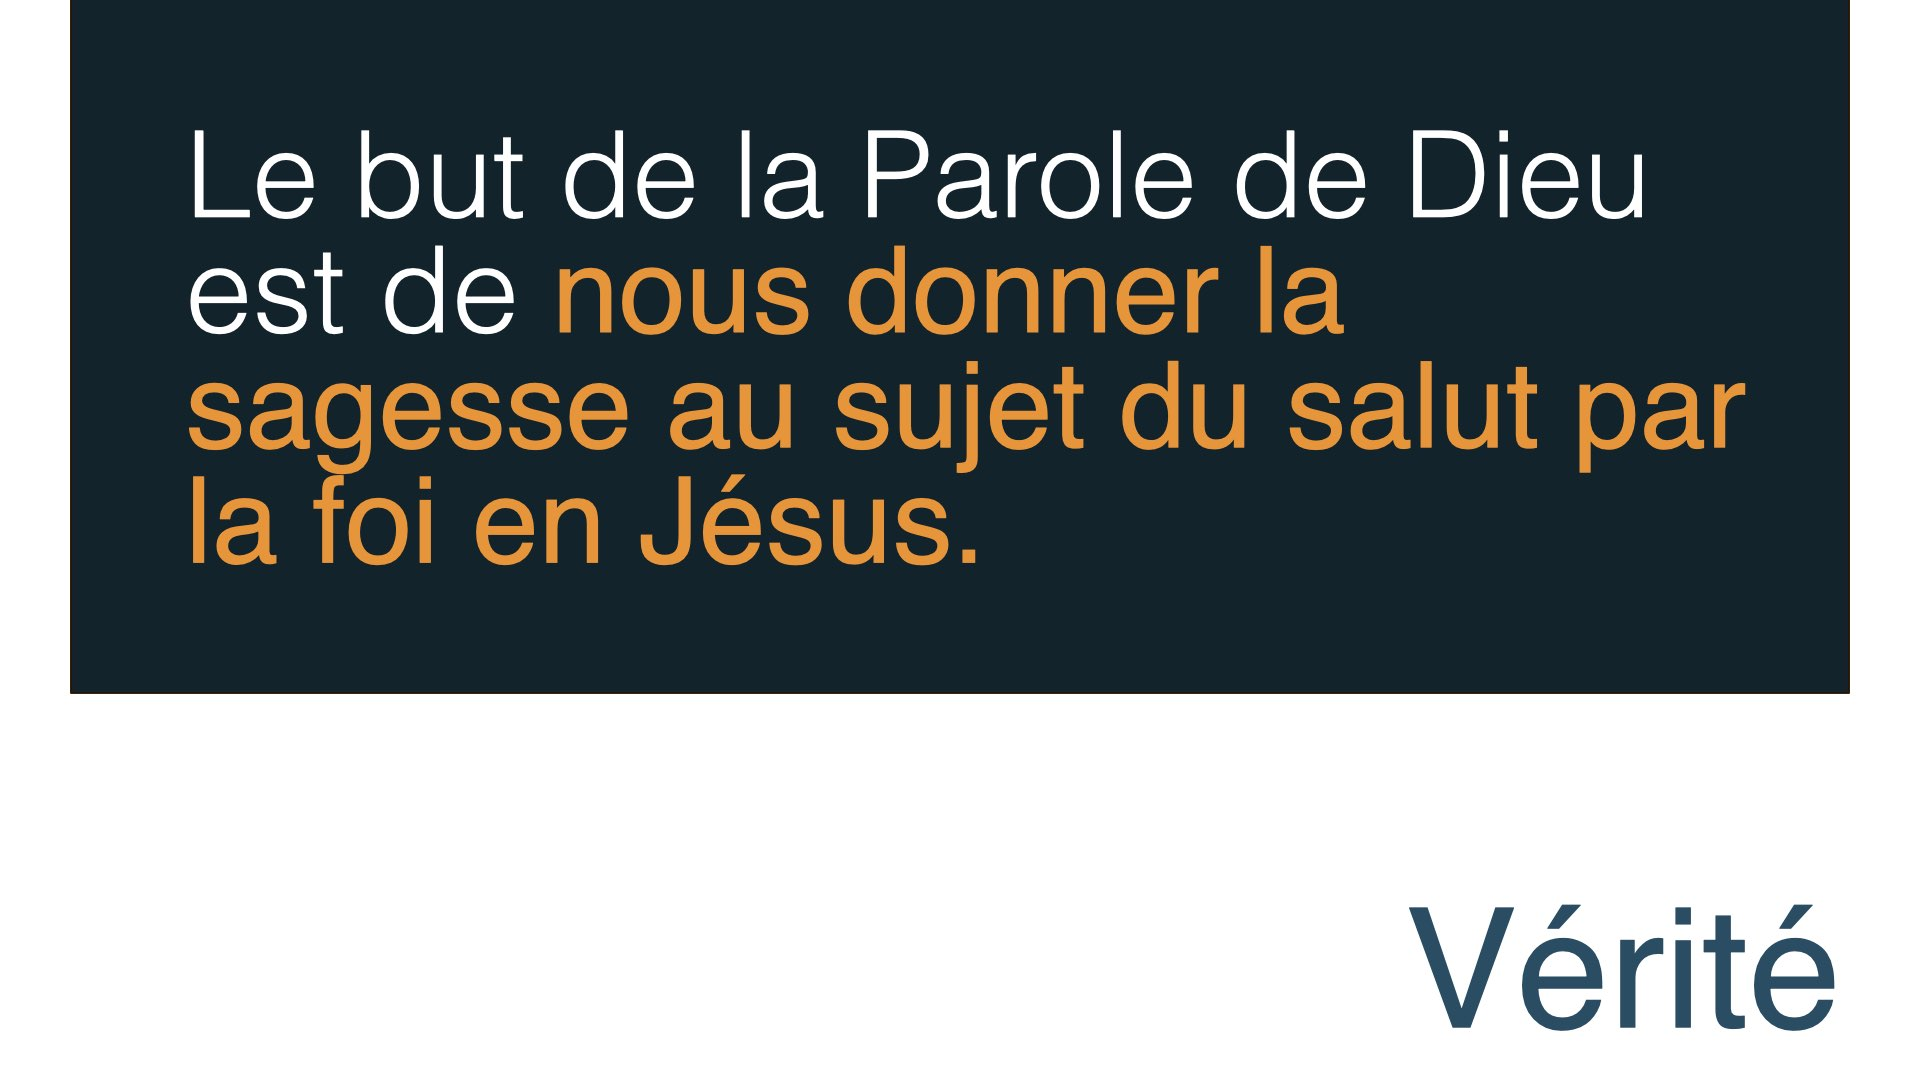 Le but de la Parole de Dieu
est de nous donner la
sagesse au sujet du salut par
la foi en Jésus.
Vérité